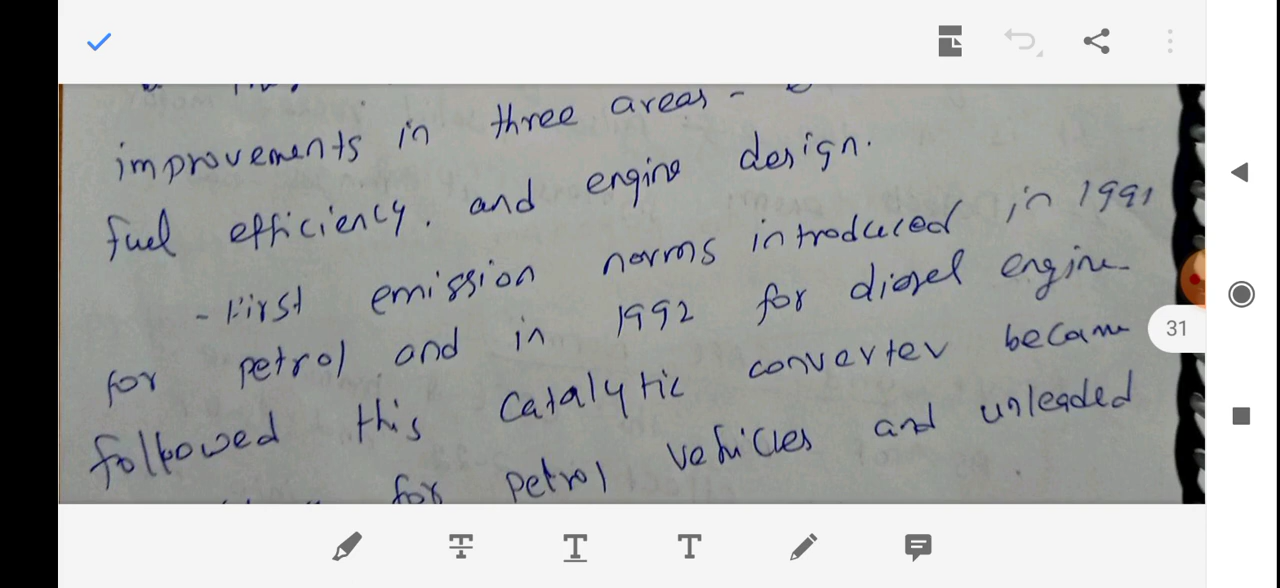 improvements in three areas -
fuel efficiency. and engine design.
- First emission norms introduced in 1991
for petrol and in 1992 for diesel engine
followed this catalytic converter became
for petrol vehicles and unleaded
31